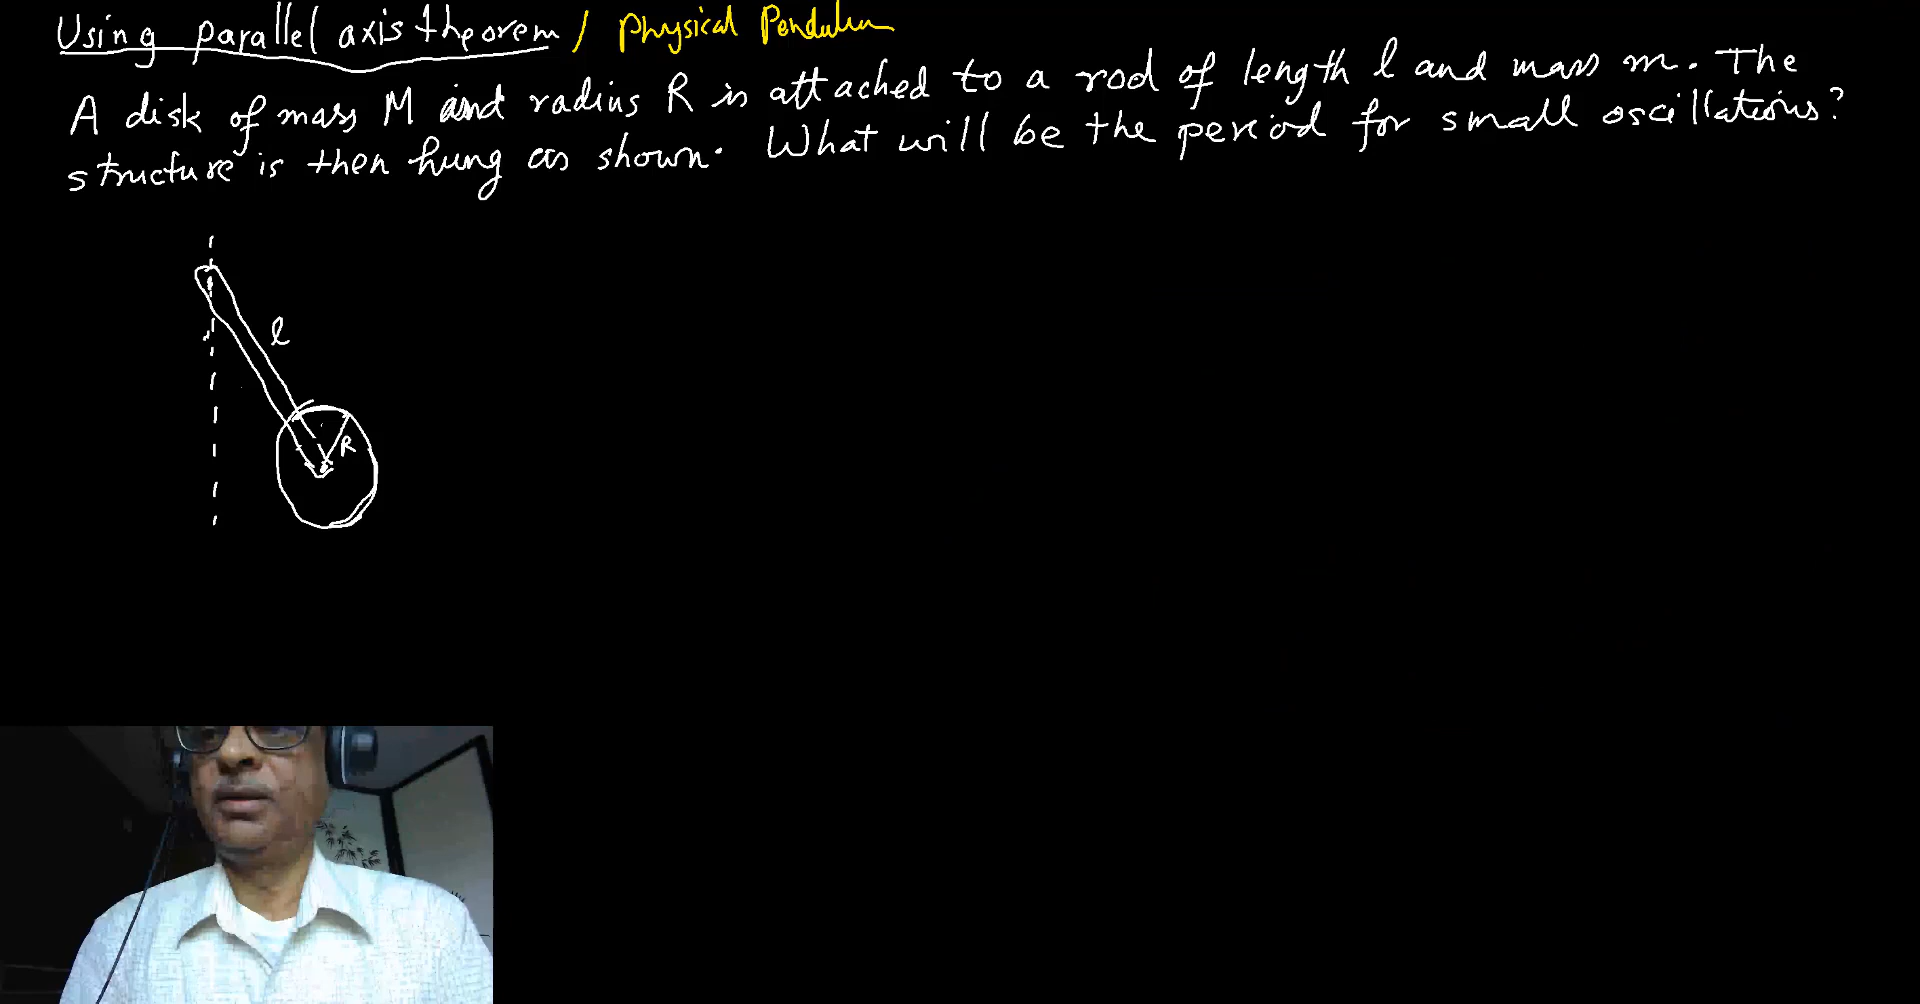 Using parallel axis theorem / Physical Pendulum
A disk of mass M and radius R is attached to a rod of length l and mass m. The
structure is then hung as shown. What will be the period for small oscillations?
l
R